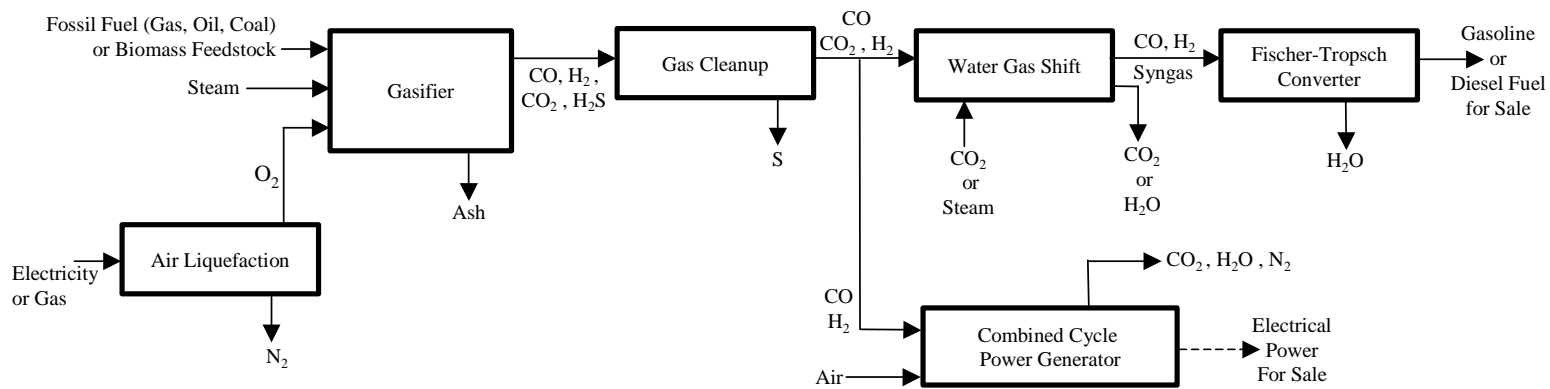 Fossil Fuel (Gas, Oil, Coal)
or Biomass Feedstock
Steam
O₂
Electricity
or Gas
Air Liquefaction
N₂
Gasifier
Ash
CO, H₂ ,
CO₂ , H₂S
Gas Cleanup
S
CO
CO₂ , H₂
Water Gas Shift
CO₂
or
Steam
CO, H₂
Syngas
CO₂
or
H₂O
Fischer-Tropsch
Converter
H₂O
Gasoline
or
Diesel Fuel
for Sale
CO
H₂
Air
Combined Cycle
Power Generator
CO₂ , H₂O , N₂
Electrical
Power
For Sale